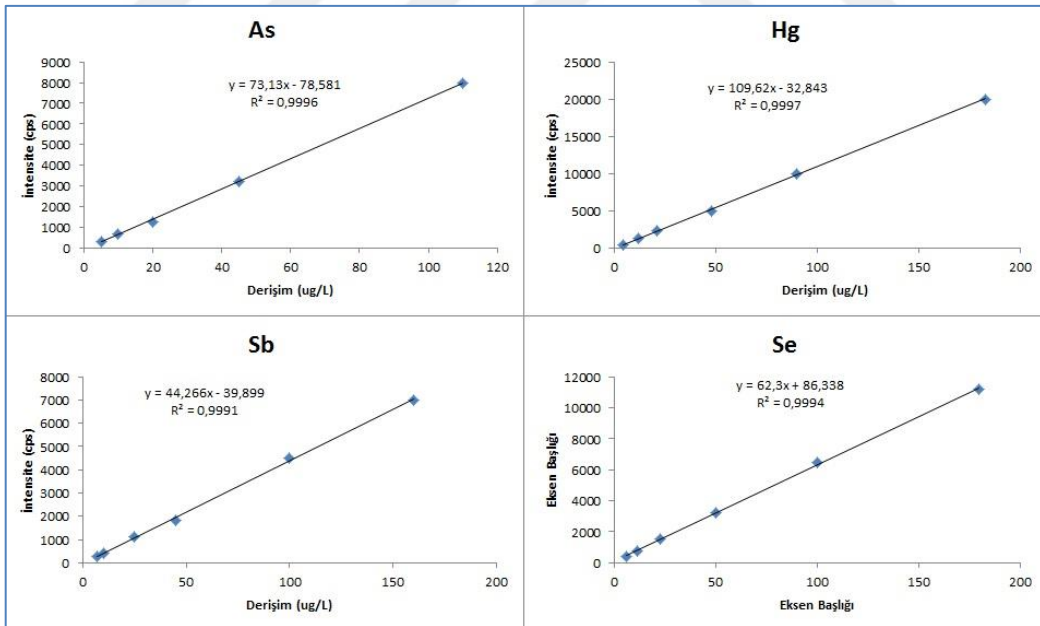 As
y = 73,13x - 78,581
R² = 0,9996
İntensite (cps)
9000
8000
7000
6000
5000
4000
3000
2000
1000
0
0 20 40 60 80 100 120
Derişim (ug/L)
Hg
y = 109,62x - 32,843
R² = 0,9997
İntensite (cps)
25000
20000
15000
10000
5000
0
0 50 100 150 200
Derişim (ug/L)
Sb
y = 44,266x - 39,899
R² = 0,9991
İntensite (cps)
8000
7000
6000
5000
4000
3000
2000
1000
0
0 50 100 150 200
Derişim (ug/L)
Se
y = 62,3x + 86,338
R² = 0,9994
Eksen Başlığı
12000
10000
8000
6000
4000
2000
0
0 50 100 150 200
Eksen Başlığı